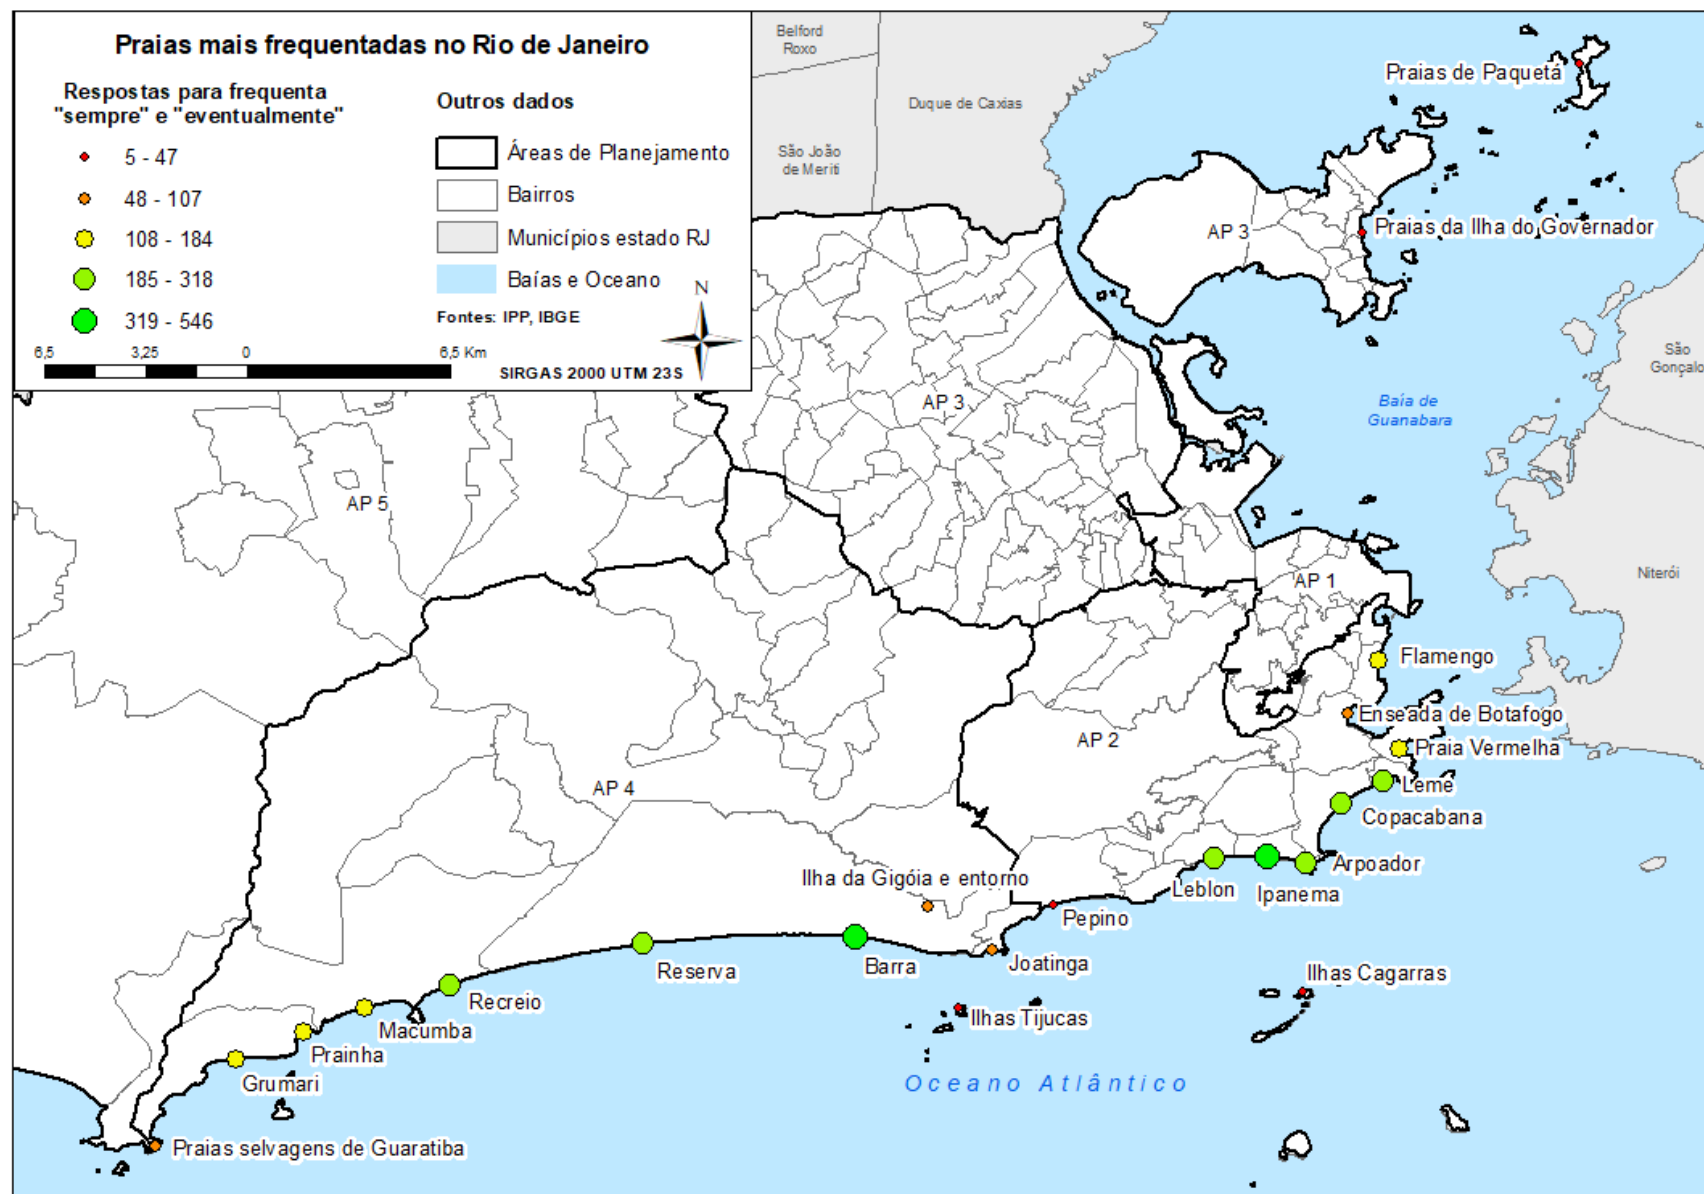 Praias mais frequentadas no Rio de Janeiro
Respostas para frequenta
"sempre" e "eventualmente"
5 - 47
48 - 107
108 - 184
185 - 318
319 - 546
Outros dados
Áreas de Planejamento
Bairros
Municípios estado RJ
Baías e Oceano
Fontes: IPP, IBGE
N
6,5
3,25
0
6,5 Km
SIRGAS 2000 UTM 23S
Belford
Roxo
Duque de Caxias
São João
de Meriti
Praias de Paquetá
AP 3
Praias da Ilha do Governador
São
Gonçalo
AP 3
Baía de
Guanabara
AP 5
Niterói
AP 1
Flamengo
Enseada de Botafogo
AP 2
Praia Vermelha
AP 4
Leme
Copacabana
Arpoador
Ilha da Gigóia e entorno
Leblon
Ipanema
Pepino
Reserva
Barra
Joatinga
Ilhas Cagarras
Recreio
Ilhas Tijucas
Macumba
Prainha
Grumari
Oceano Atlântico
Praias selvagens de Guaratiba